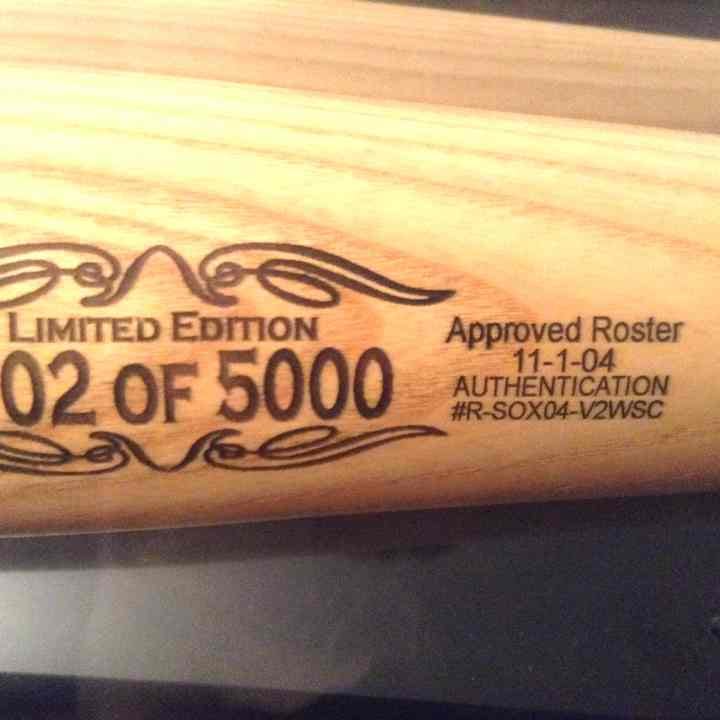 LIMITED EDITION
02 OF 5000
Approved Roster
11-1-04
AUTHENTICATION
#R-SOX04-V2WSC